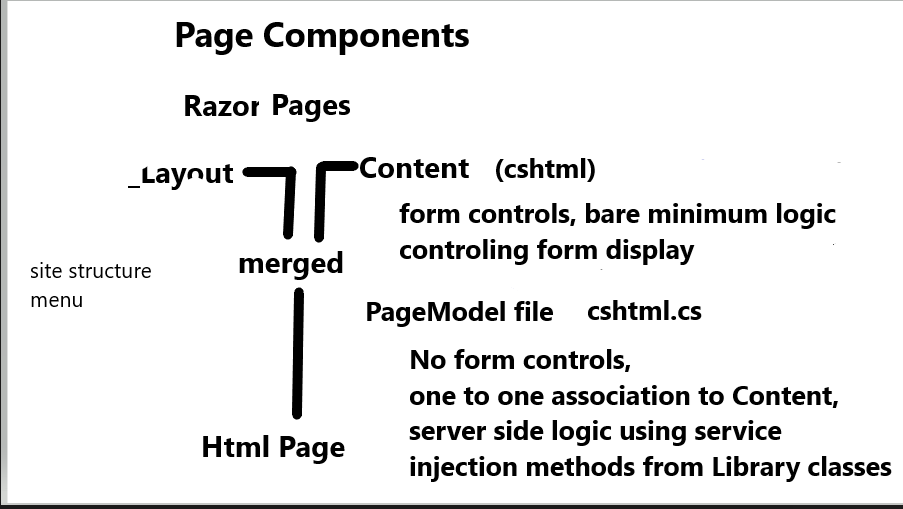 Page Components
Razor Pages
_Layout
Content (cshtml)
form controls, bare minimum logic
controling form display
merged
site structure
menu
PageModel file cshtml.cs
No form controls,
one to one association to Content,
server side logic using service
injection methods from Library classes
Html Page